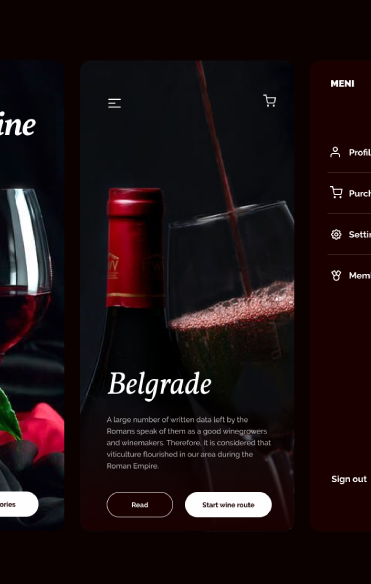 ine
ories
Belgrade
A large number of written data left by the
Romans speak of them as a good winegrowers
and winemakers. Therefore, it is considered that
viticulture flourished in our area during the
Roman Empire.
Read
Start wine route
MENI
Profil
Purch
Settin
Mem
Sign out